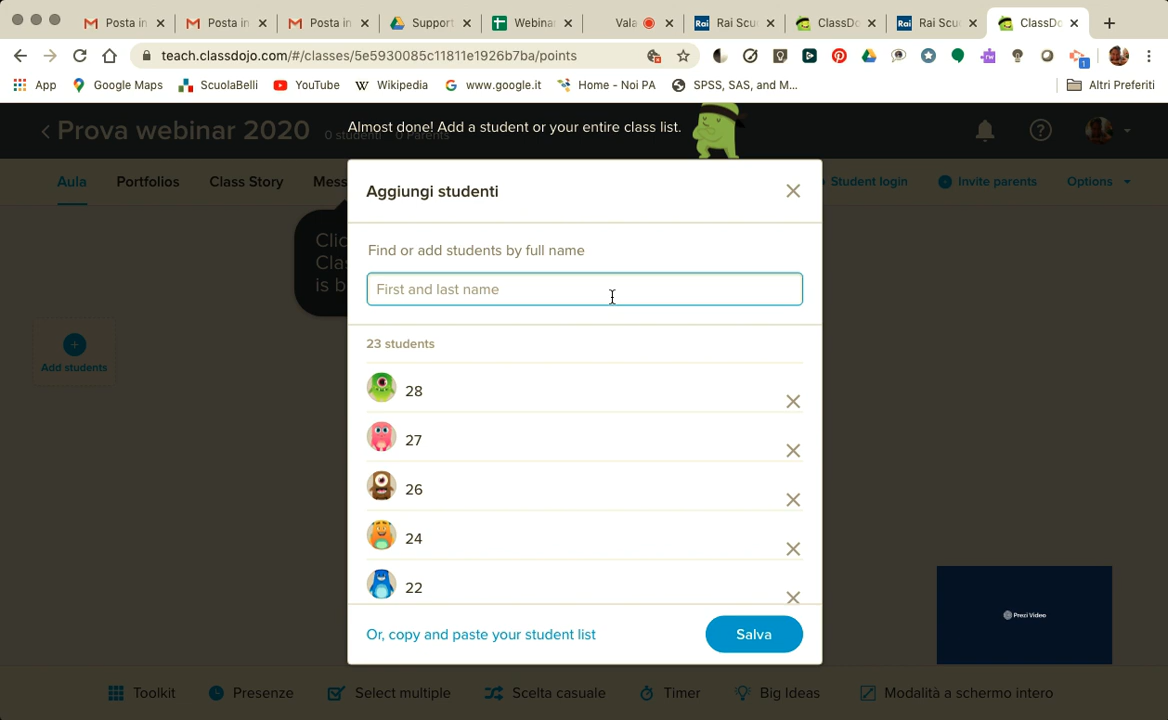 Posta in
Posta in
Posta in
Support
Webinar
Vala
Rai Scu
ClassDo
Rai Scu
ClassDo
teach.classdojo.com/#/classes/5e5930085c11811e1926b7ba/points
1
App
Google Maps
ScuolaBelli
YouTube
Wikipedia
www.google.it
Home - Noi PA
SPSS, SAS, and M...
Altri Preferiti
Prova webinar 2020
0 students
0 Parents
Almost done! Add a student or your entire class list.
Aula
Portfolios
Class Story
Mess
Student login
Invite parents
Options
Clic
Clas
is b
Add students
Aggiungi studenti
Find or add students by full name
First and last name
23 students
28
27
26
24
22
Or, copy and paste your student list
Salva
Prezi Video
Toolkit
Presenze
Select multiple
Scelta casuale
Timer
Big Ideas
Modalità a schermo intero